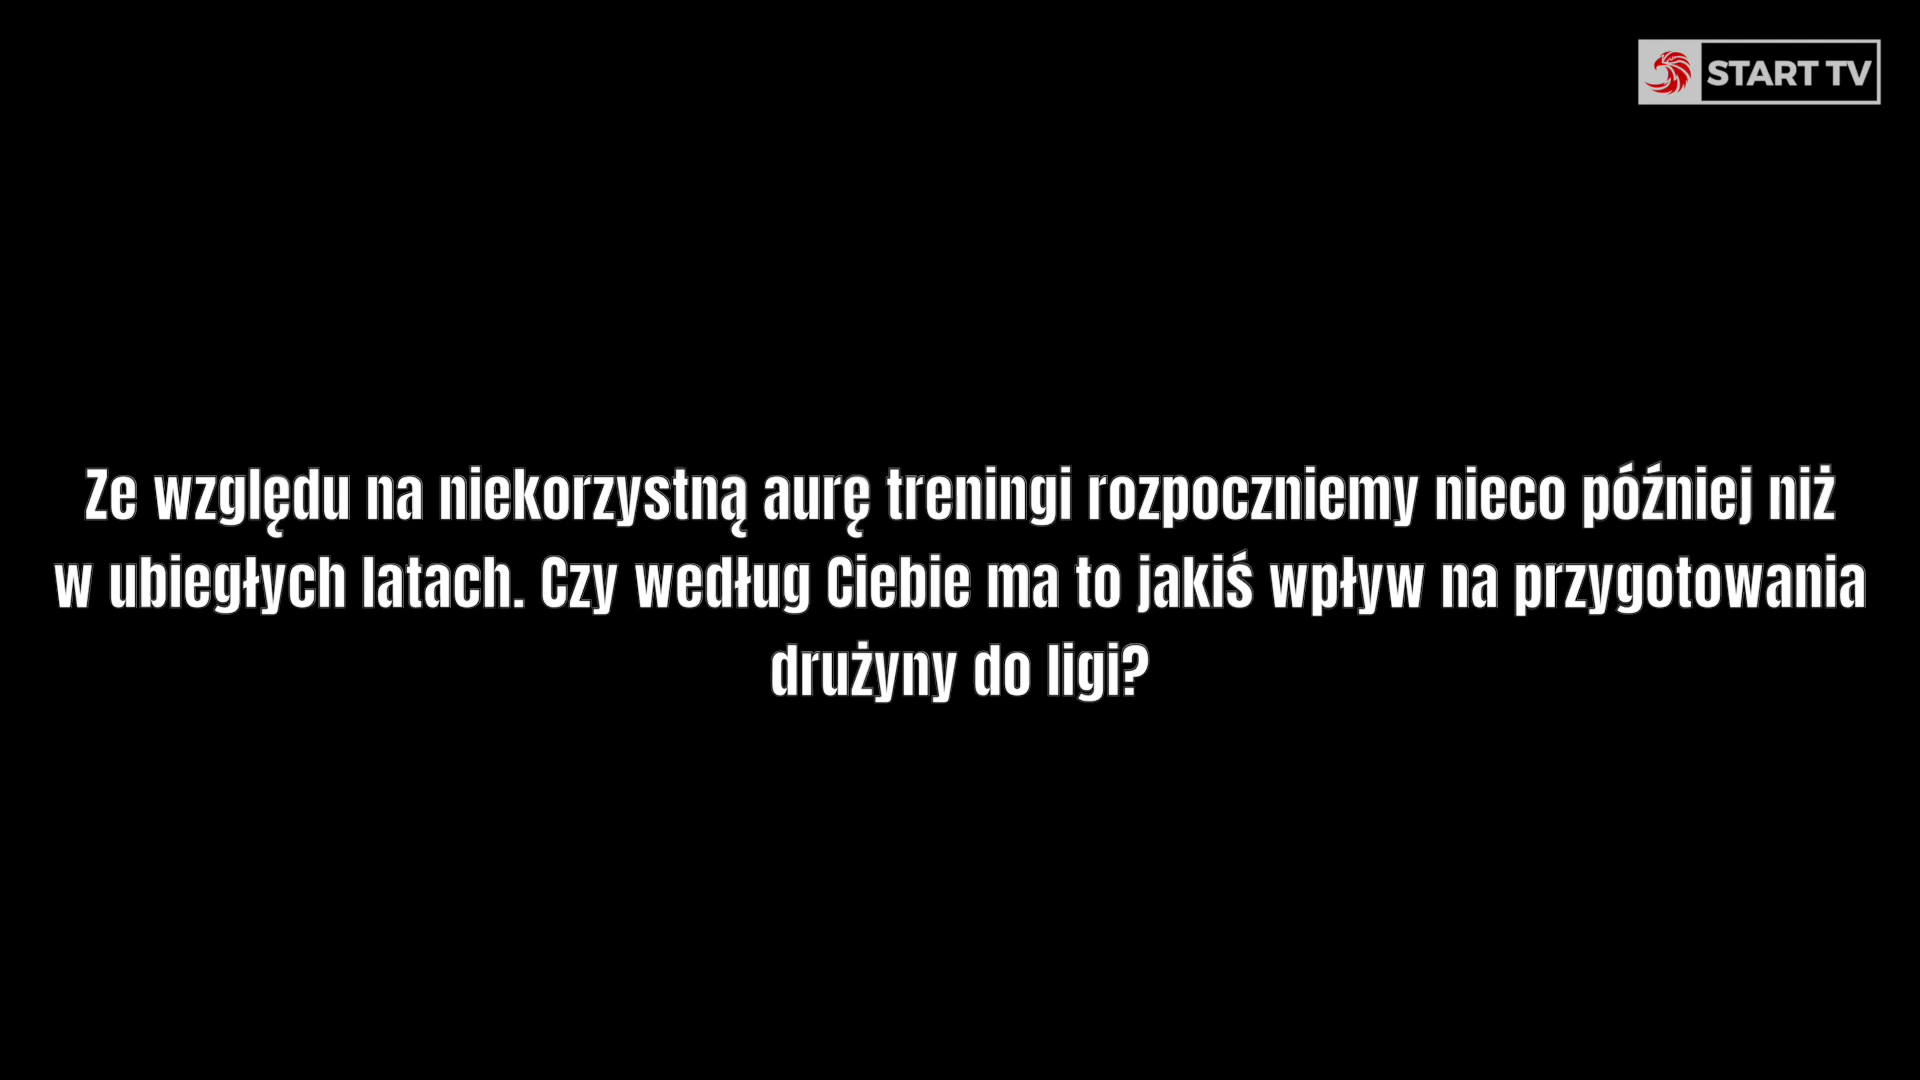 START TV
Ze względu na niekorzystną aurę treningi rozpoczniemy nieco później niż
w ubiegłych latach. Czy według Ciebie ma to jakiś wpływ na przygotowania
drużyny do ligi?